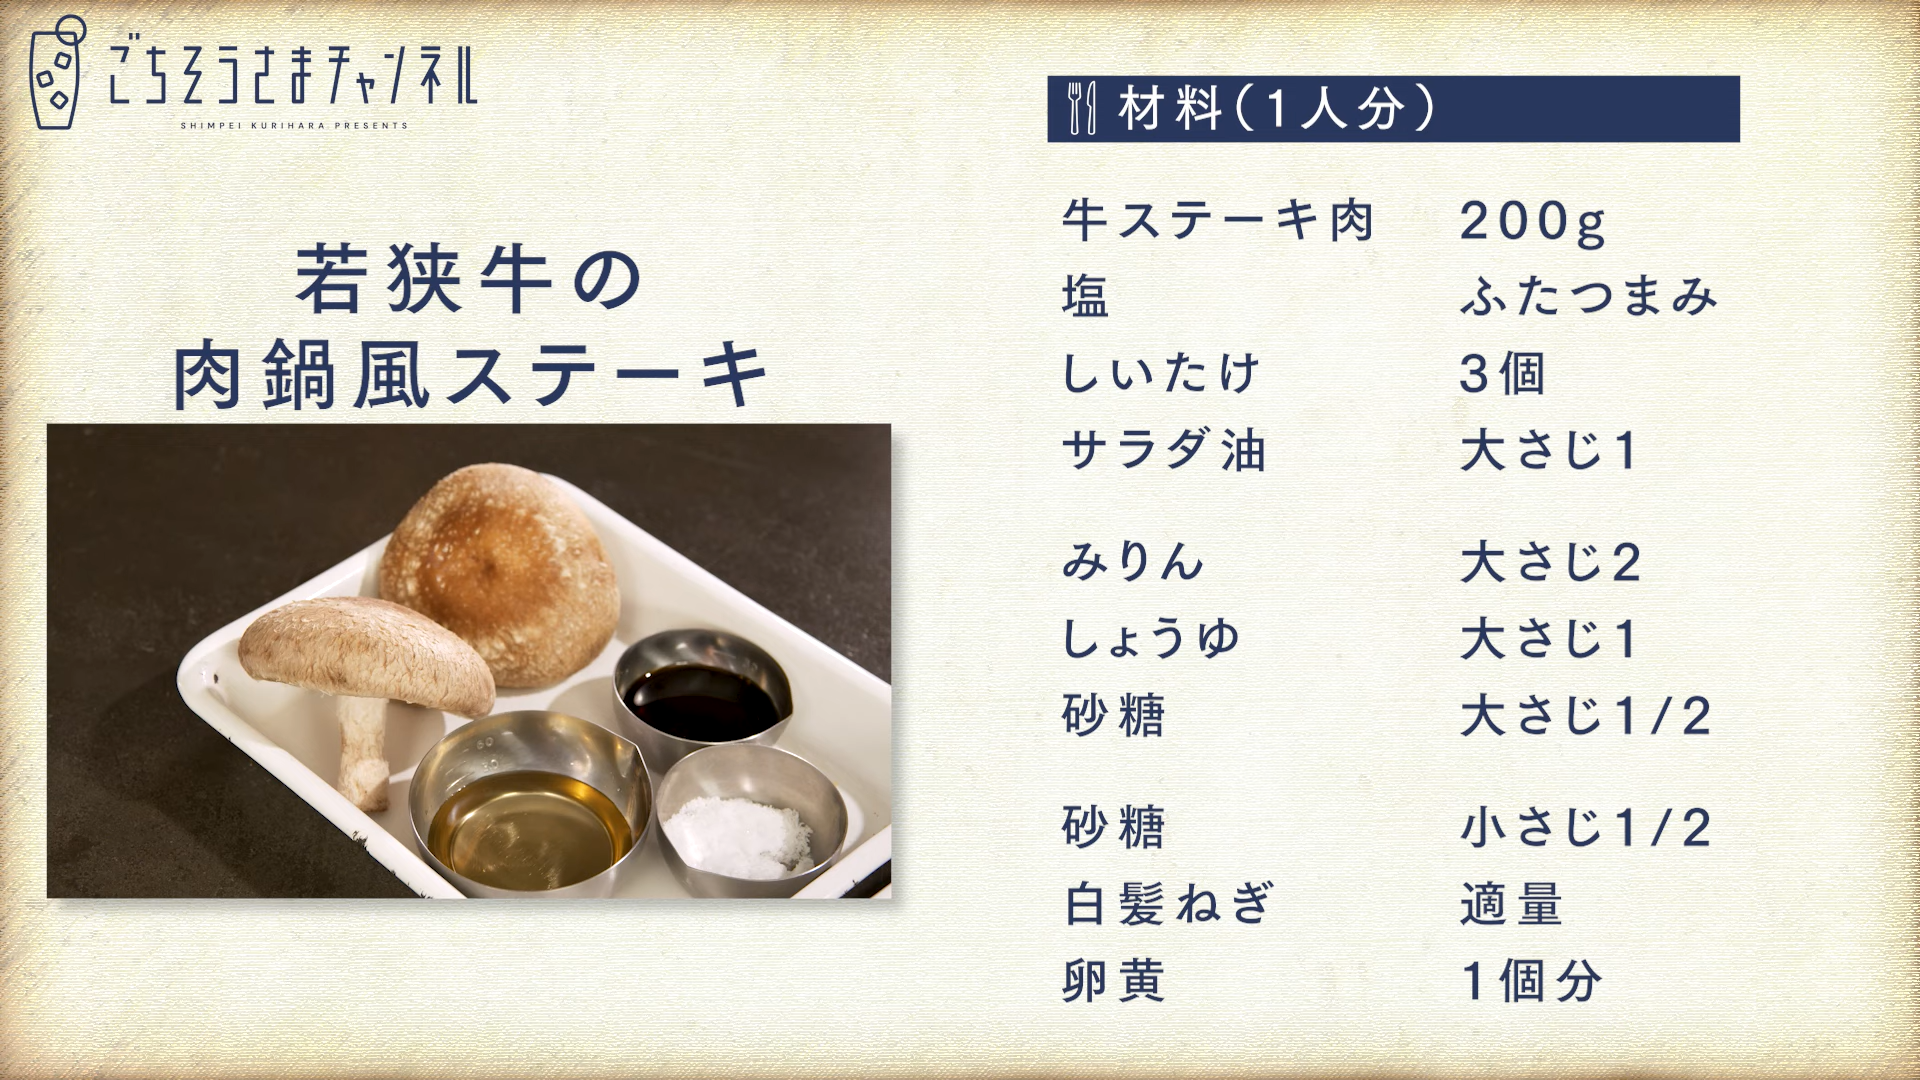 ごちそうさまチャンネル
SHIMPEI KURIHARA PRESENTS
若狭牛の
肉鍋風ステーキ
材料(1人分)
牛ステーキ肉 200g
塩 ふたつまみ
しいたけ 3個
サラダ油 大さじ1
みりん 大さじ2
しょうゆ 大さじ1
砂糖 大さじ1/2
砂糖 小さじ1/2
白髪ねぎ 適量
卵黄 1個分